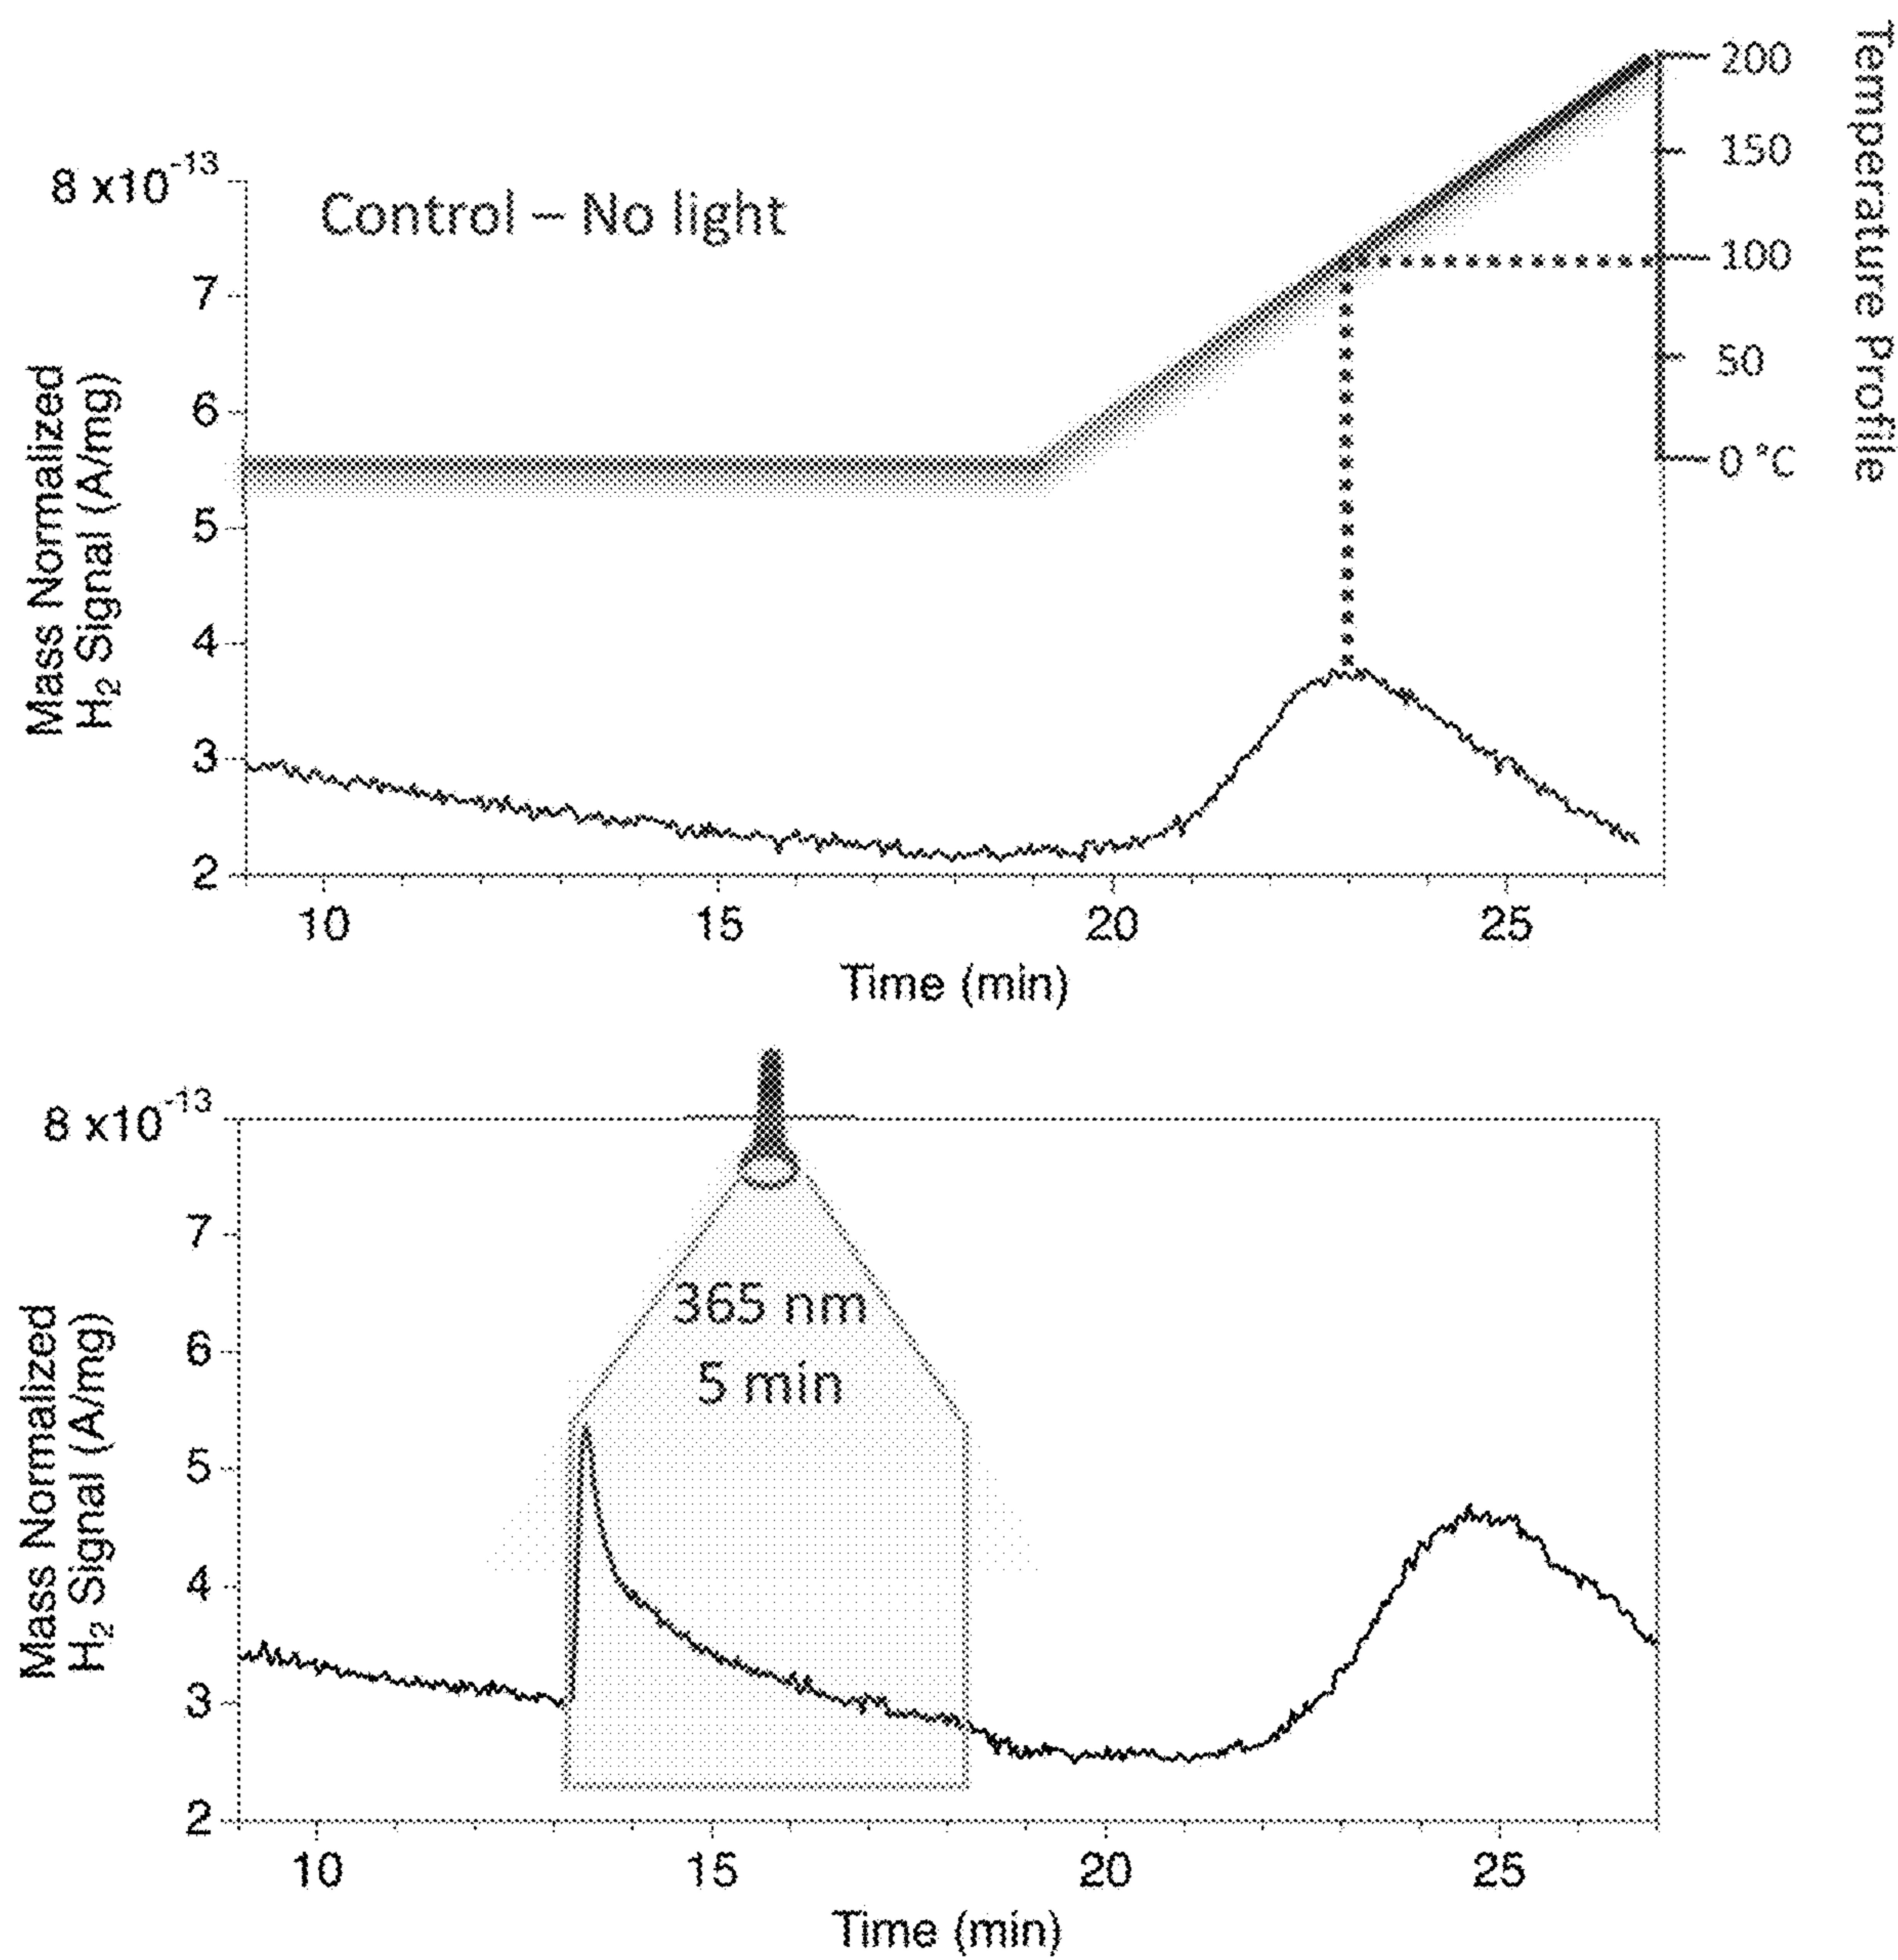 8 x10⁻¹³
Control – No light
7
6
5
4
3
2
Mass Normalized
H₂ Signal (A/mg)
200
150
100
50
0 °C
Temperature Profile
10 15 20 25
Time (min)
8 x10⁻¹³
7
6
5
4
3
2
Mass Normalized
H₂ Signal (A/mg)
365 nm
5 min
10 15 20 25
Time (min)